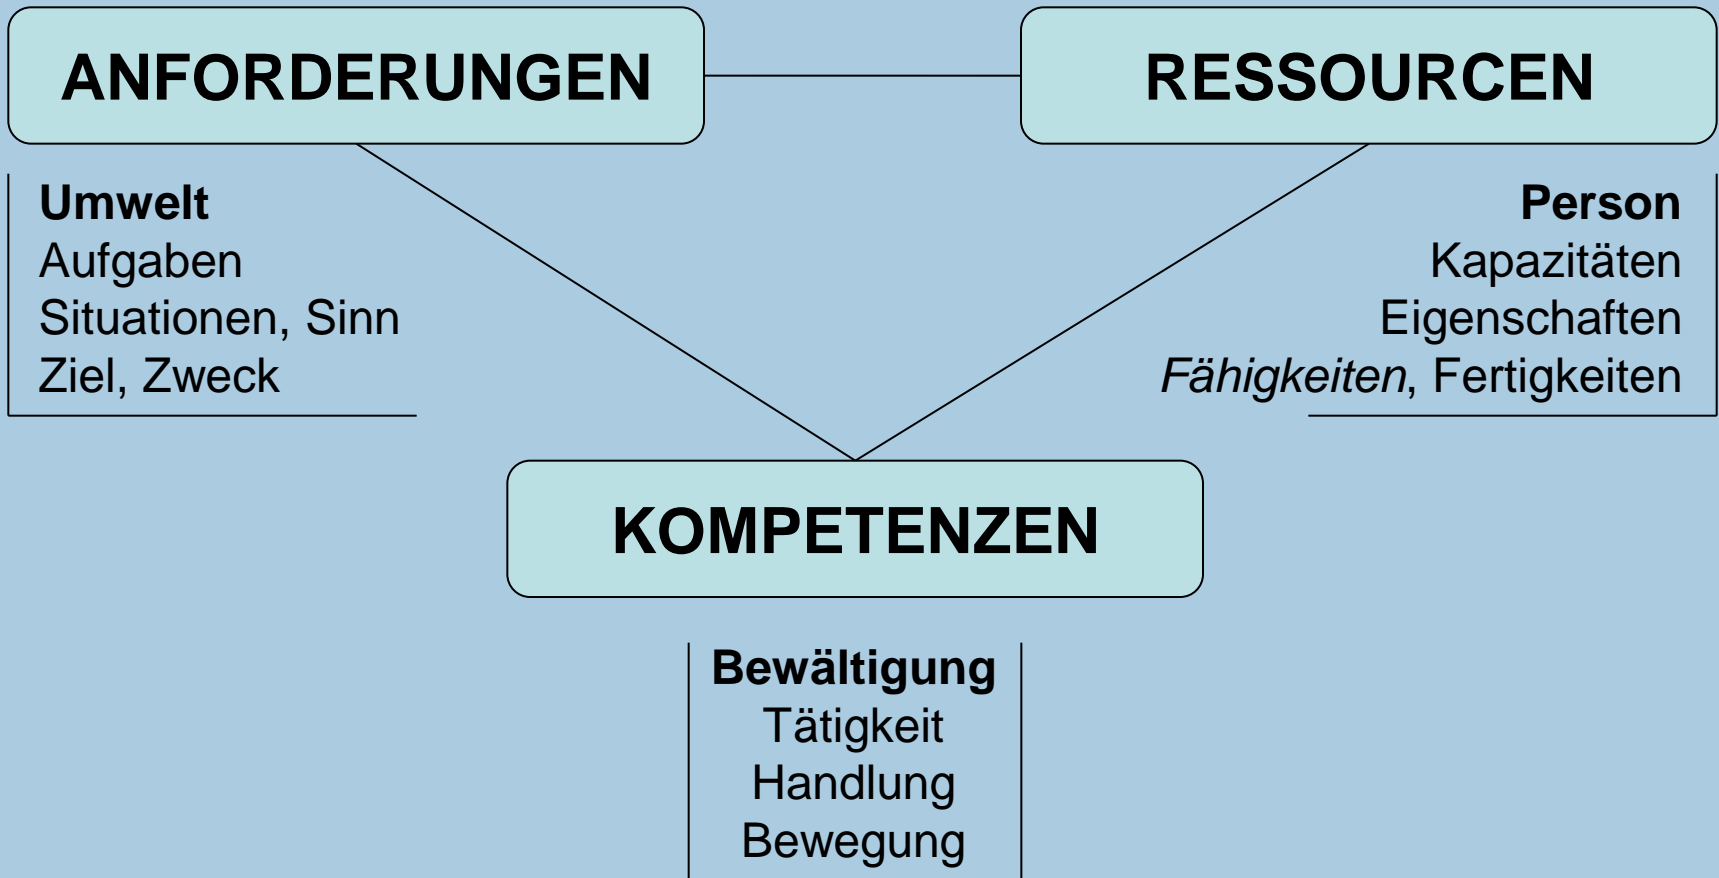 ANFORDERUNGEN
RESSOURCEN
Umwelt
Aufgaben
Situationen, Sinn
Ziel, Zweck
Person
Kapazitäten
Eigenschaften
Fähigkeiten, Fertigkeiten
KOMPETENZEN
Bewältigung
Tätigkeit
Handlung
Bewegung